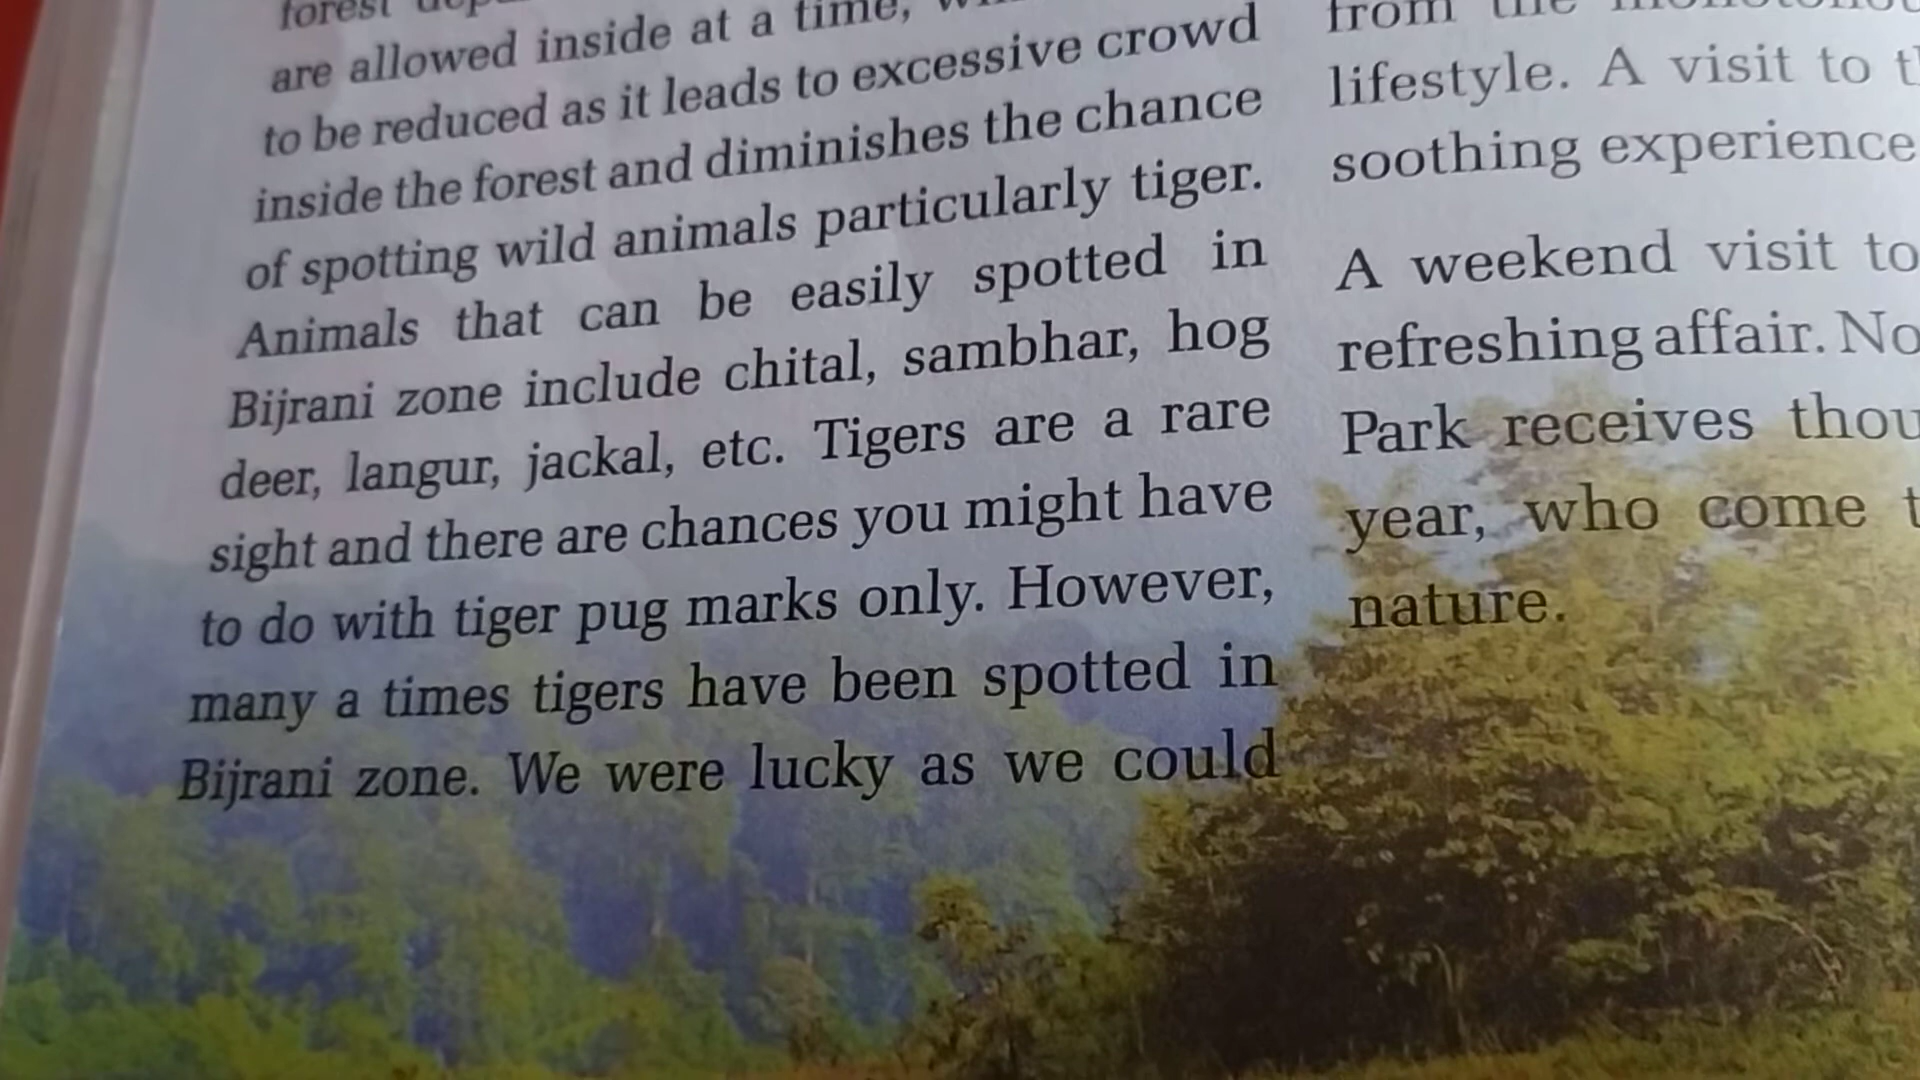 forest
are allowed inside at a time,
to be reduced as it leads to excessive crowd
inside the forest and diminishes the chance
of spotting wild animals particularly tiger.
Animals that can be easily spotted in
Bijrani zone include chital, sambhar, hog
deer, langur, jackal, etc. Tigers are a rare
sight and there are chances you might have
to do with tiger pug marks only. However,
many a times tigers have been spotted in
Bijrani zone. We were lucky as we could
from the
lifestyle. A visit to
soothing experience
A weekend visit to
refreshing affair. No
Park receives
year, who come
nature.